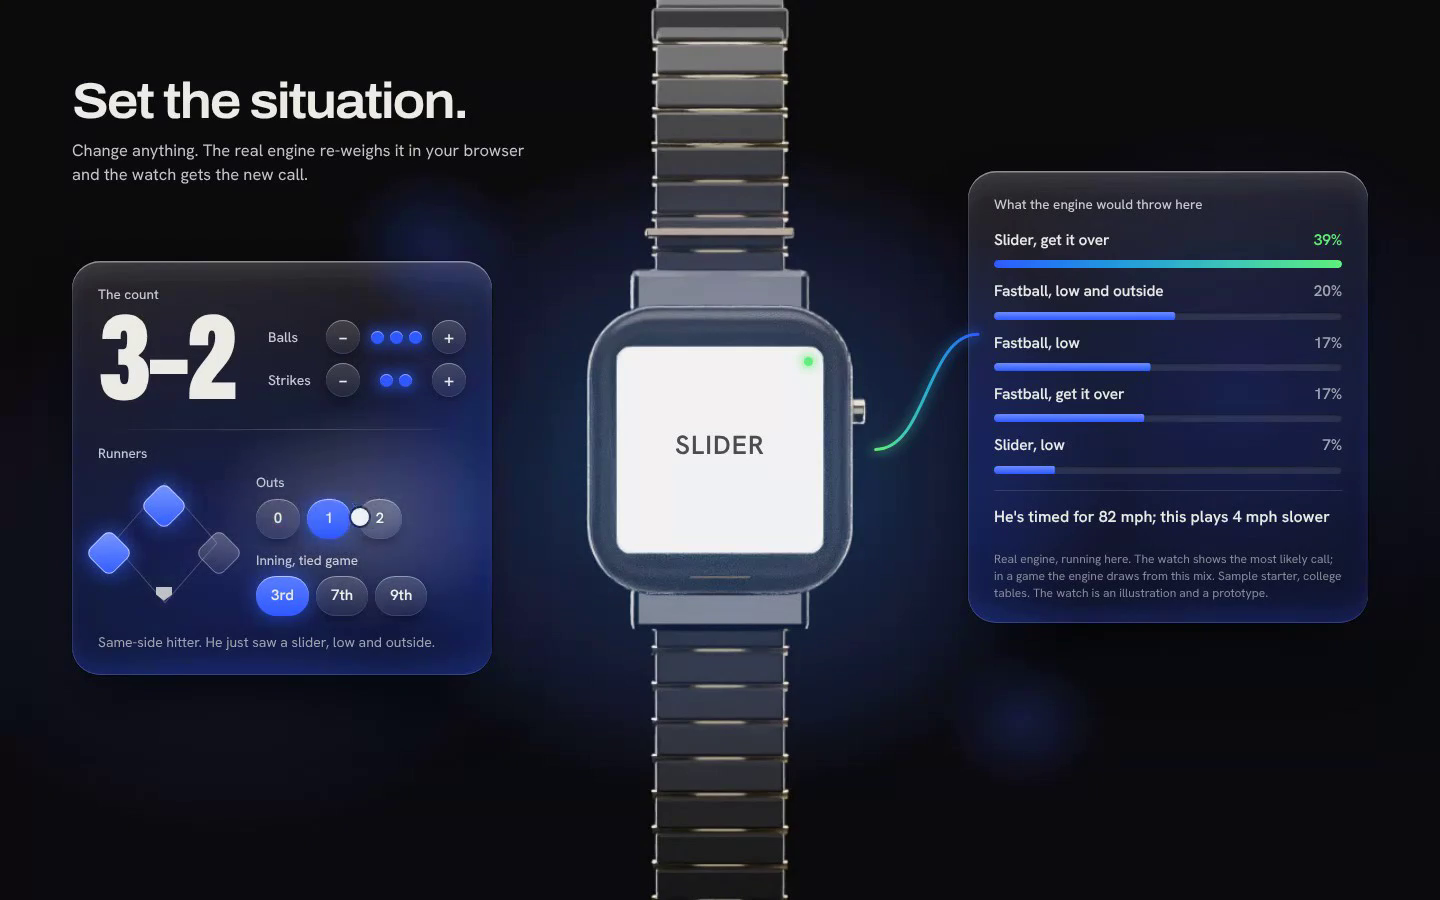 Set the situation.
Change anything. The real engine re-weighs it in your browser
and the watch gets the new call.
The count
3–2
Balls
–
+
Strikes
–
+
Runners
Outs
0
1
2
Inning, tied game
3rd
7th
9th
Same-side hitter. He just saw a slider, low and outside.
SLIDER
What the engine would throw here
Slider, get it over 39%
Fastball, low and outside 20%
Fastball, low 17%
Fastball, get it over 17%
Slider, low 7%
He's timed for 82 mph; this plays 4 mph slower
Real engine, running here. The watch shows the most likely call;
in a game the engine draws from this mix. Sample starter, college
tables. The watch is an illustration and a prototype.